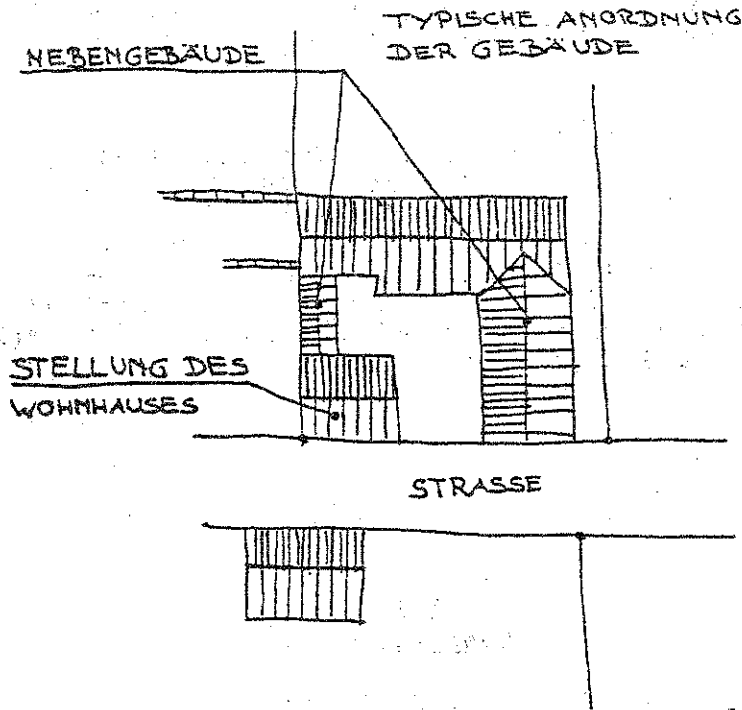 TYPISCHE ANORDNUNG
DER GEBÄUDE
NEBENGEBÄUDE
STELLUNG DES
WOHNHAUSES
STRASSE